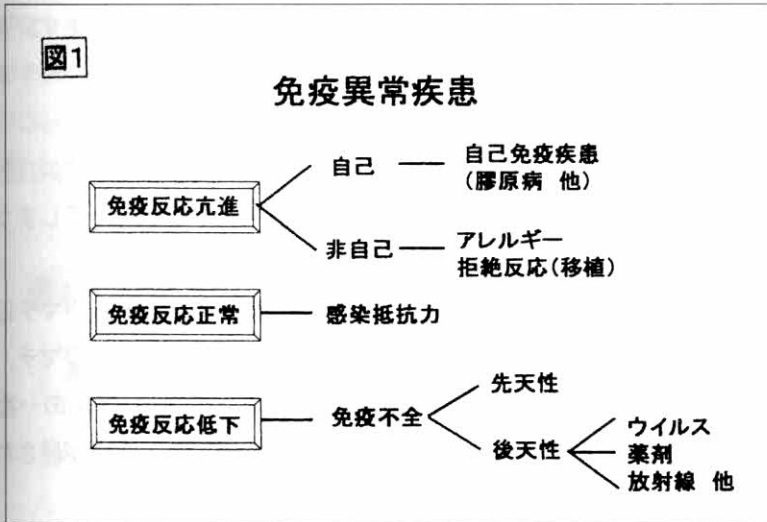 図1
免疫異常疾患
免疫反応亢進
自己
自己免疫疾患
(膠原病 他)
非自己
アレルギー
拒絶反応(移植)
免疫反応正常
感染抵抗力
免疫反応低下
免疫不全
先天性
後天性
ウイルス
薬剤
放射線 他